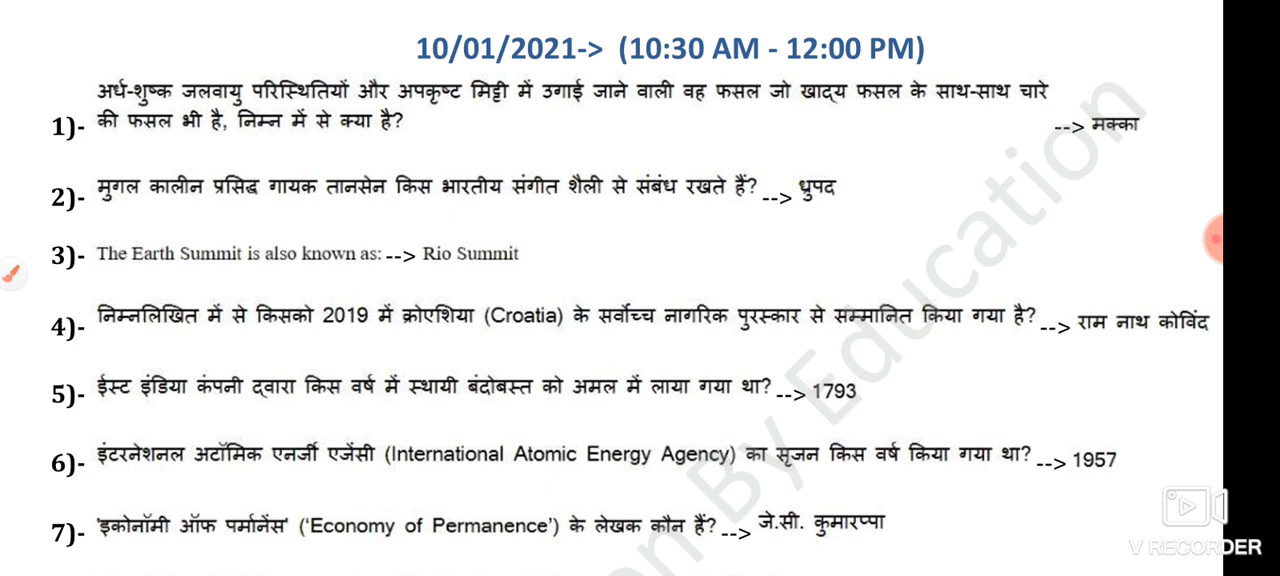 10/01/2021-> (10:30 AM - 12:00 PM)
अर्ध-शुष्क जलवायु परिस्थितियों और अपकृष्ट मिट्टी में उगाई जाने वाली वह फसल जो खाद्य फसल के साथ-साथ चारे
1)- की फसल भी है, निम्न में से क्या है? --> मक्का
2)- मुगल कालीन प्रसिद्ध गायक तानसेन किस भारतीय संगीत शैली से संबंध रखते हैं? --> ध्रुपद
3)- The Earth Summit is also known as: --> Rio Summit
4)- निम्नलिखित में से किसको 2019 में क्रोएशिया (Croatia) के सर्वोच्च नागरिक पुरस्कार से सम्मानित किया गया है? --> राम नाथ कोविंद
5)- ईस्ट इंडिया कंपनी द्वारा किस वर्ष में स्थायी बंदोबस्त को अमल में लाया गया था? --> 1793
6)- इंटरनेशनल अटॉमिक एनर्जी एजेंसी (International Atomic Energy Agency) का सृजन किस वर्ष किया गया था? --> 1957
7)- 'इकोनॉमी ऑफ पर्मानेंस' ('Economy of Permanence') के लेखक कौन हैं? --> जे.सी. कुमारप्पा
By Education
V RECORDER